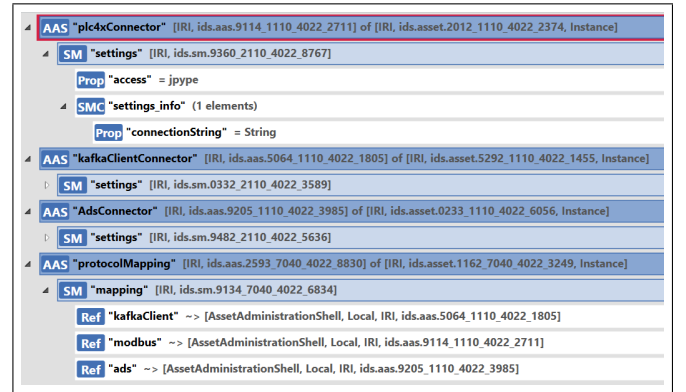 AAS "plc4xConnector" [IRI, ids.aas.9114_1110_4022_2711] of [IRI, ids.asset.2012_1110_4022_2374, Instance]
SM "settings" [IRI, ids.sm.9360_2110_4022_8767]
Prop "access" = jpype
SMC "settings_info" (1 elements)
Prop "connectionString" = String
AAS "kafkaClientConnector" [IRI, ids.aas.5064_1110_4022_1805] of [IRI, ids.asset.5292_1110_4022_1455, Instance]
SM "settings" [IRI, ids.sm.0332_2110_4022_3589]
AAS "AdsConnector" [IRI, ids.aas.9205_1110_4022_3985] of [IRI, ids.asset.0233_1110_4022_6056, Instance]
SM "settings" [IRI, ids.sm.9482_2110_4022_5636]
AAS "protocolMapping" [IRI, ids.aas.2593_7040_4022_8830] of [IRI, ids.asset.1162_7040_4022_3249, Instance]
SM "mapping" [IRI, ids.sm.9134_7040_4022_6834]
Ref "kafkaClient" ~> [AssetAdministrationShell, Local, IRI, ids.aas.5064_1110_4022_1805]
Ref "modbus" ~> [AssetAdministrationShell, Local, IRI, ids.aas.9114_1110_4022_2711]
Ref "ads" ~> [AssetAdministrationShell, Local, IRI, ids.aas.9205_1110_4022_3985]